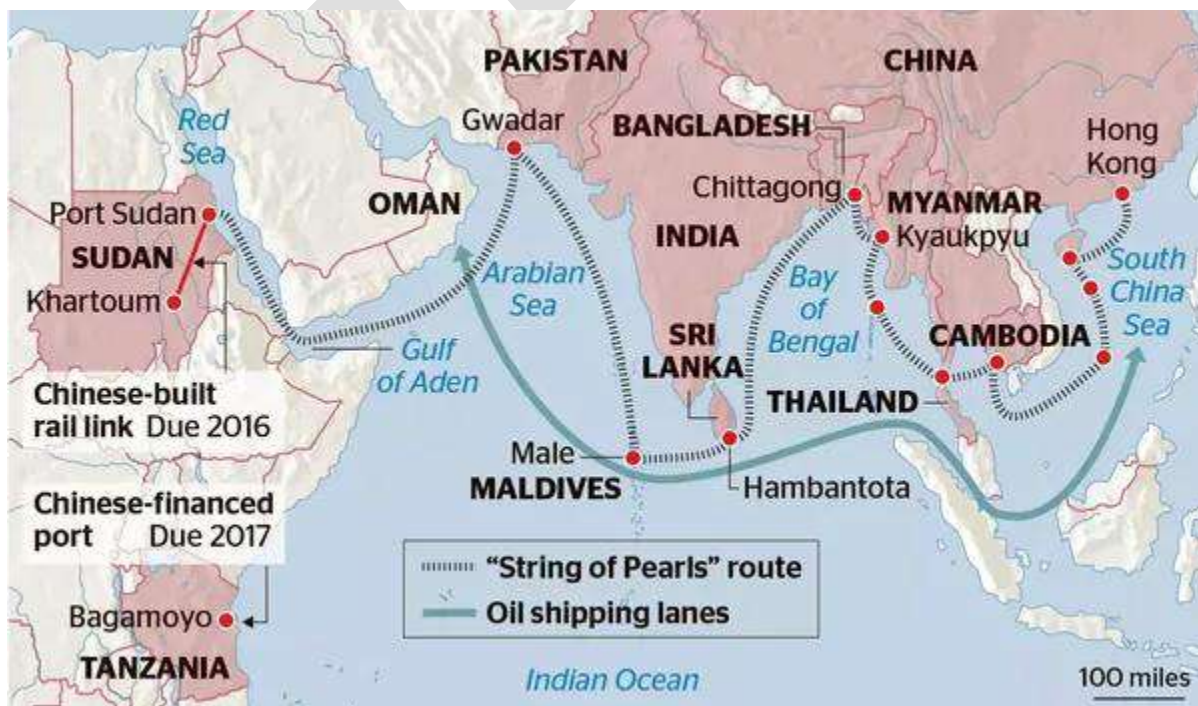 PAKISTAN
CHINA
Red
Sea
Gwadar
BANGLADESH
Hong
Kong
Chittagong
Port Sudan
OMAN
MYANMAR
SUDAN
INDIA
Kyaukpyu
Khartoum
Arabian
Sea
Bay
of
Bengal
South
China
Sea
SRI
LANKA
CAMBODIA
Gulf
of Aden
THAILAND
Chinese-built
rail link Due 2016
Male
MALDIVES
Hambantota
Chinese-financed
port Due 2017
"String of Pearls" route
Oil shipping lanes
Bagamoyo
TANZANIA
Indian Ocean
100 miles